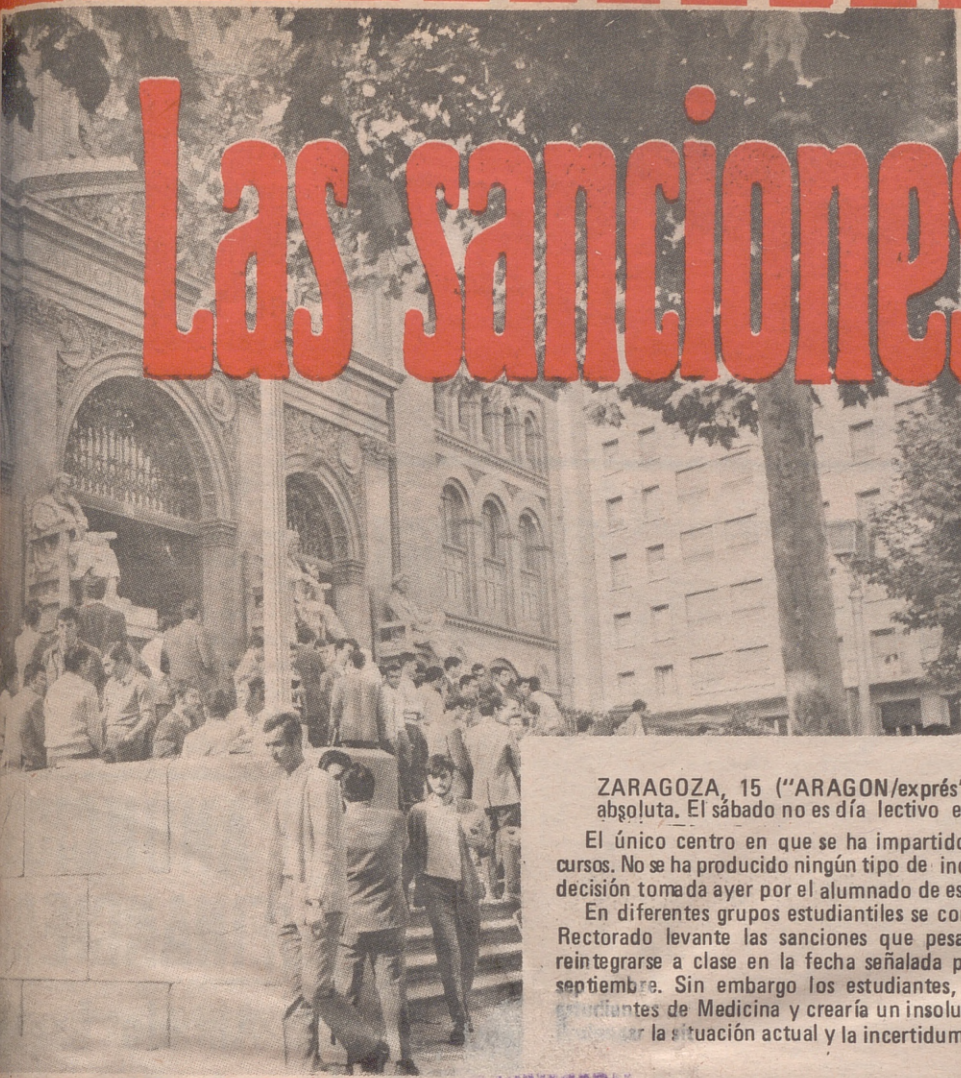 Las sanciones
ZARAGOZA, 15 ("ARAGON/exprés"
absoluta. El sábado no es día lectivo e
El único centro en que se ha impartido
cursos. No se ha producido ningún tipo de inc
decisión tomada ayer por el alumnado de es
En diferentes grupos estudiantiles se co
Rectorado levante las sanciones que pesa
reintegrarse a clase en la fecha señalada p
septiembre. Sin embargo los estudiantes,
estudiantes de Medicina y crearía un insolu
la situación actual y la incertidum